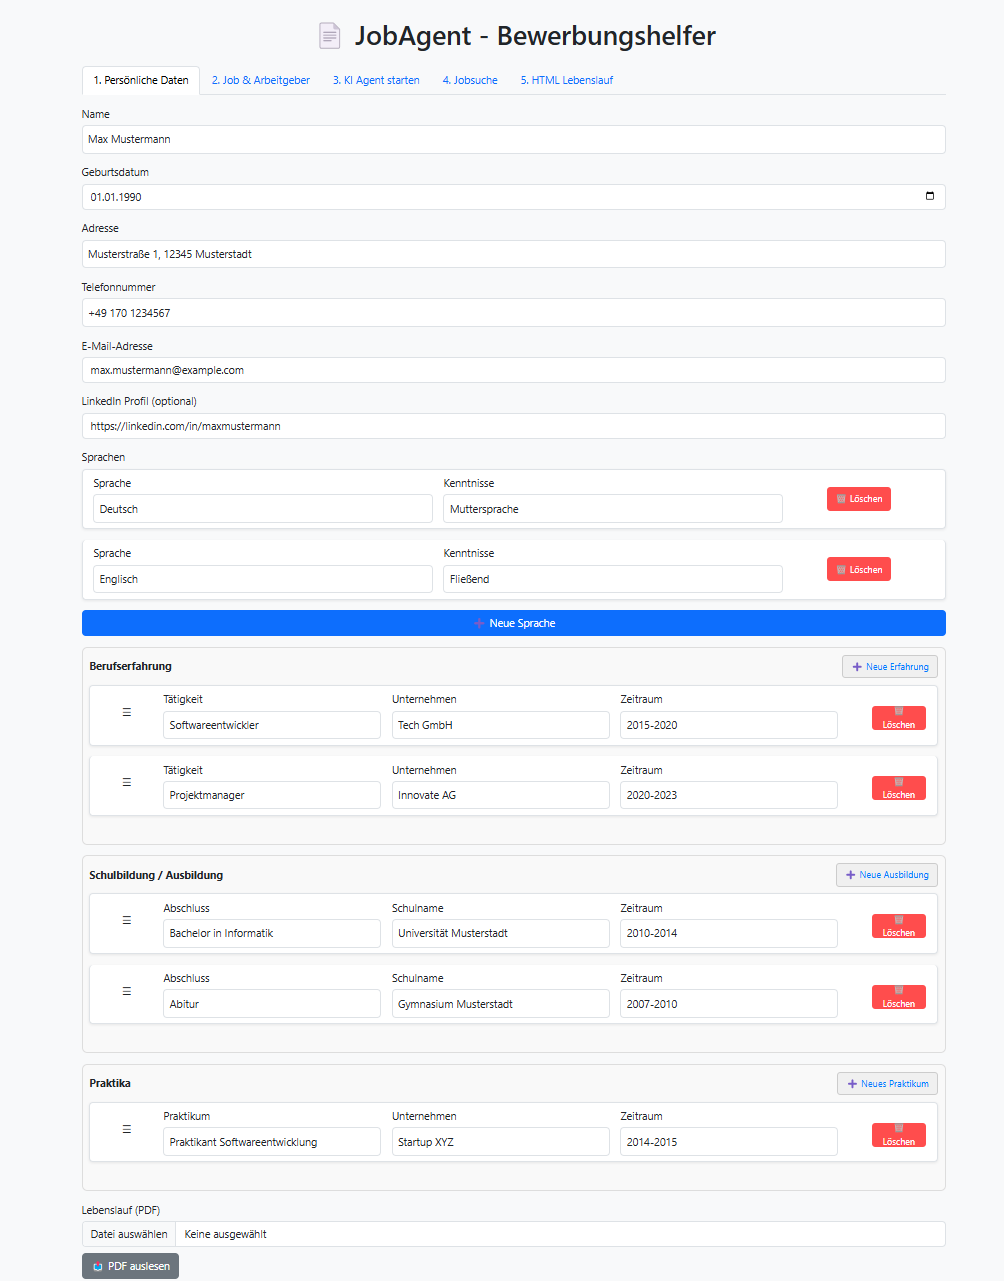 JobAgent - Bewerbungshelfer
1. Persönliche Daten 2. Job & Arbeitgeber 3. KI Agent starten 4. Jobsuche 5. HTML Lebenslauf
Name
Max Mustermann
Geburtsdatum
01.01.1990
Adresse
Musterstraße 1, 12345 Musterstadt
Telefonnummer
+49 170 1234567
E-Mail-Adresse
max.mustermann@example.com
LinkedIn Profil (optional)
https://linkedin.com/in/maxmustermann
Sprachen
Sprache Kenntnisse
Deutsch Muttersprache Löschen
Sprache Kenntnisse
Englisch Fließend Löschen
Neue Sprache
Berufserfahrung Neue Erfahrung
Tätigkeit Unternehmen Zeitraum
Softwareentwickler Tech GmbH 2015-2020 Löschen
Tätigkeit Unternehmen Zeitraum
Projektmanager Innovate AG 2020-2023 Löschen
Schulbildung / Ausbildung Neue Ausbildung
Abschluss Schulname Zeitraum
Bachelor in Informatik Universität Musterstadt 2010-2014 Löschen
Abschluss Schulname Zeitraum
Abitur Gymnasium Musterstadt 2007-2010 Löschen
Praktika Neues Praktikum
Praktikum Unternehmen Zeitraum
Praktikant Softwareentwicklung Startup XYZ 2014-2015 Löschen
Lebenslauf (PDF)
Datei auswählen Keine ausgewählt
PDF auslesen